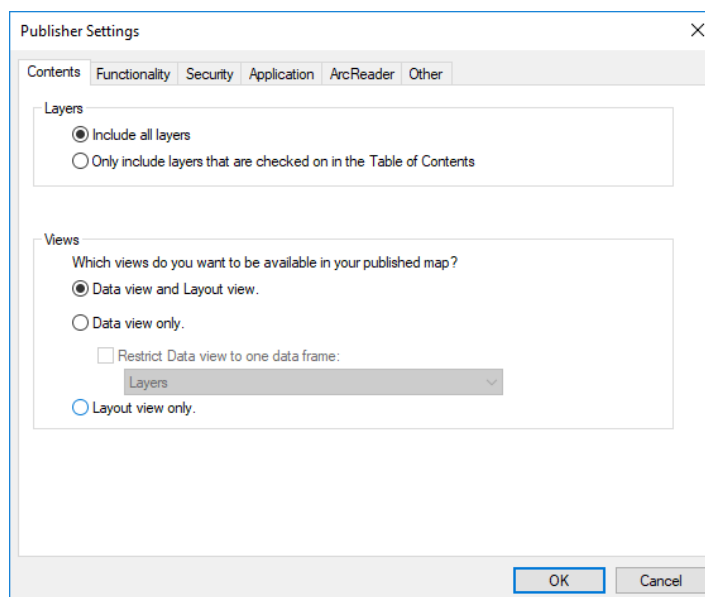 Publisher Settings
Contents Functionality Security Application ArcReader Other
Layers
Include all layers
Only include layers that are checked on in the Table of Contents
Views
Which views do you want to be available in your published map?
Data view and Layout view.
Data view only.
Restrict Data view to one data frame:
Layers
Layout view only.
OK Cancel